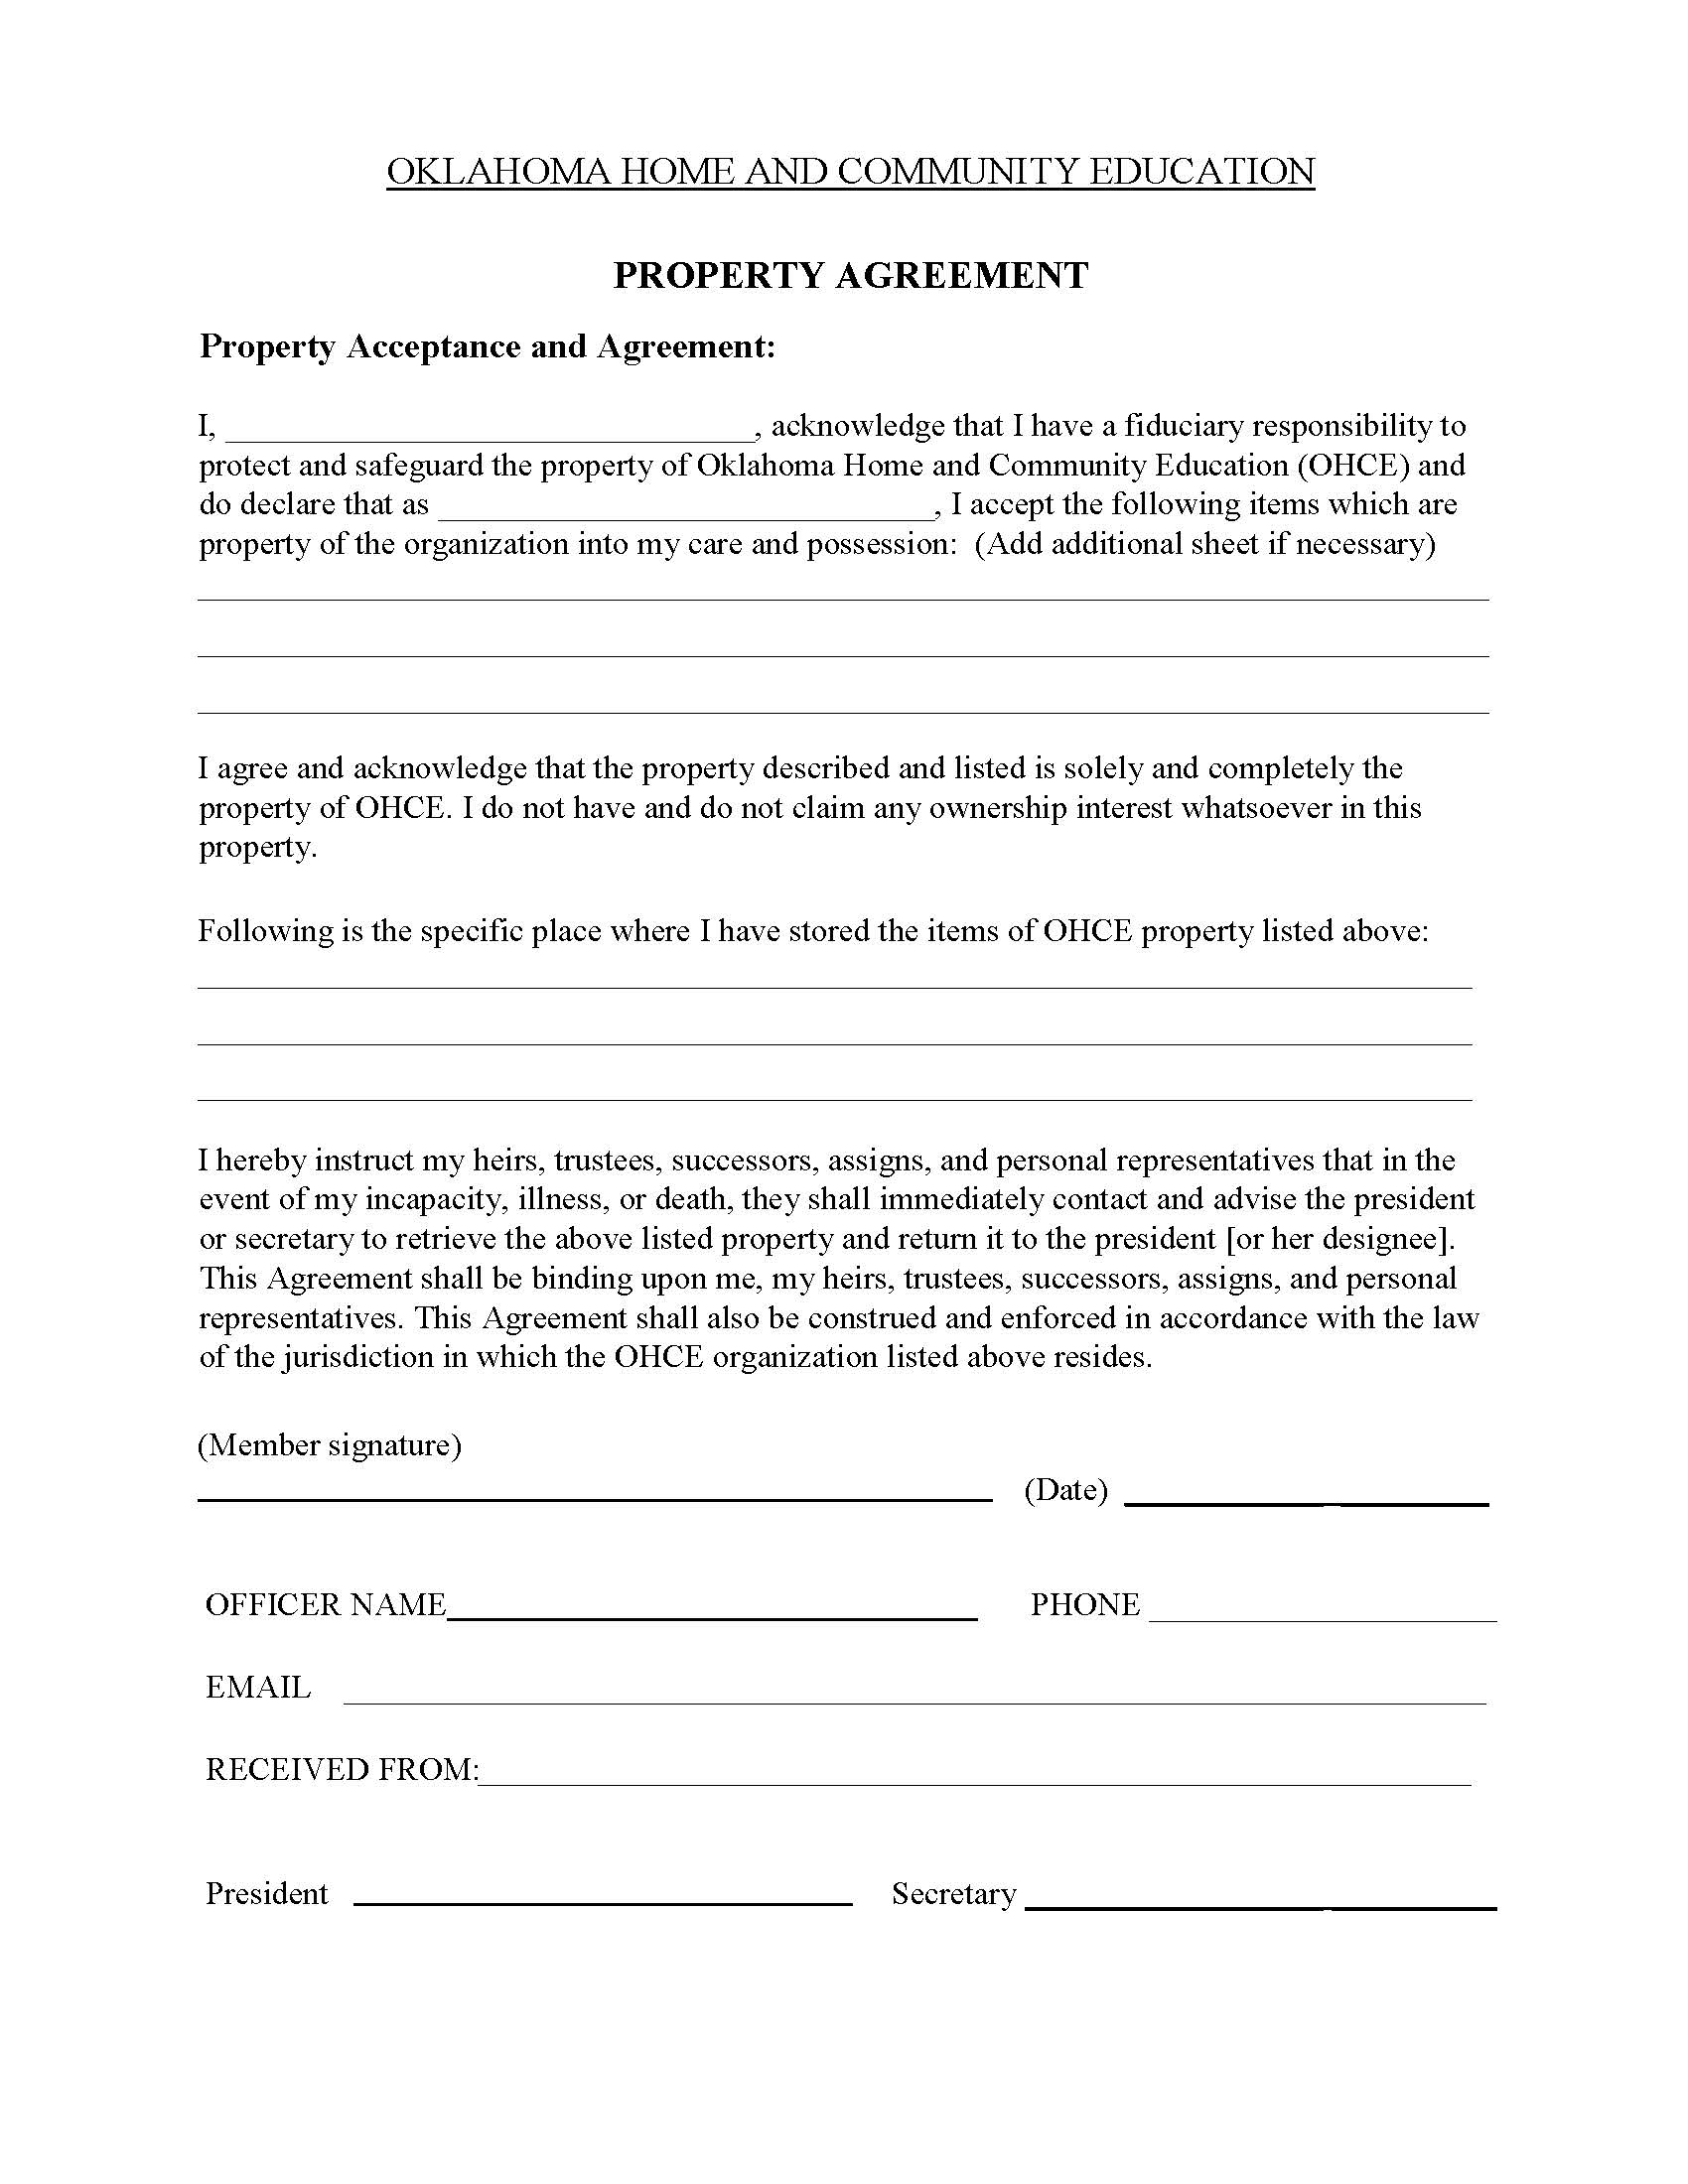 OKLAHOMA HOME AND COMMUNITY EDUCATION
PROPERTY AGREEMENT
Property Acceptance and Agreement:
I, ________________________________, acknowledge that I have a fiduciary responsibility to
protect and safeguard the property of Oklahoma Home and Community Education (OHCE) and
do declare that as ______________________________, I accept the following items which are
property of the organization into my care and possession: (Add additional sheet if necessary)
I agree and acknowledge that the property described and listed is solely and completely the
property of OHCE. I do not have and do not claim any ownership interest whatsoever in this
property.
Following is the specific place where I have stored the items of OHCE property listed above:
I hereby instruct my heirs, trustees, successors, assigns, and personal representatives that in the
event of my incapacity, illness, or death, they shall immediately contact and advise the president
or secretary to retrieve the above listed property and return it to the president [or her designee].
This Agreement shall be binding upon me, my heirs, trustees, successors, assigns, and personal
representatives. This Agreement shall also be construed and enforced in accordance with the law
of the jurisdiction in which the OHCE organization listed above resides.
(Member signature)
(Date)
OFFICER NAME PHONE
EMAIL
RECEIVED FROM:
President Secretary